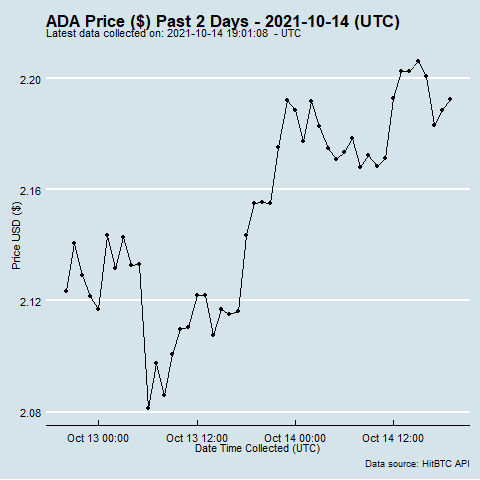 ADA Price ($) Past 2 Days - 2021-10-14 (UTC)
Latest data collected on: 2021-10-14 19:01:08 - UTC
2.20
2.16
2.12
2.08
Price USD ($)
Oct 13 00:00 Oct 13 12:00 Oct 14 00:00 Oct 14 12:00
Date Time Collected (UTC)
Data source: HitBTC API